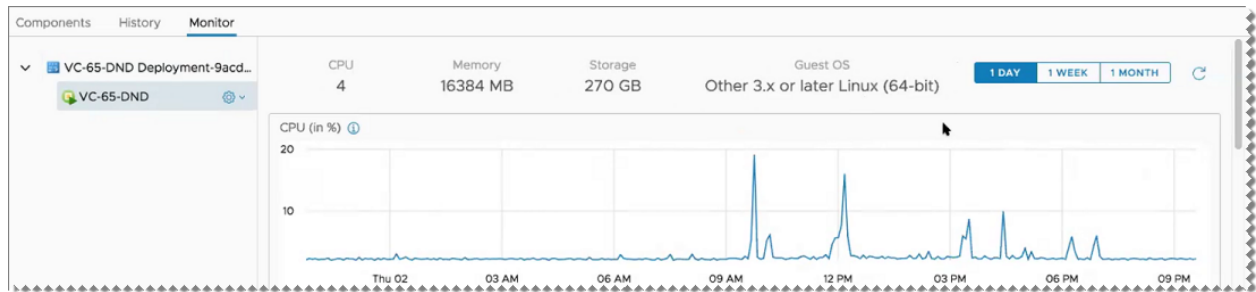 Components History Monitor
VC-65-DND Deployment-9acd...
VC-65-DND
CPU Memory Storage Guest OS
4 16384 MB 270 GB Other 3.x or later Linux (64-bit)
1 DAY 1 WEEK 1 MONTH
CPU (in %)
20
10
Thu 02 03 AM 06 AM 09 AM 12 PM 03 PM 06 PM 09 PM